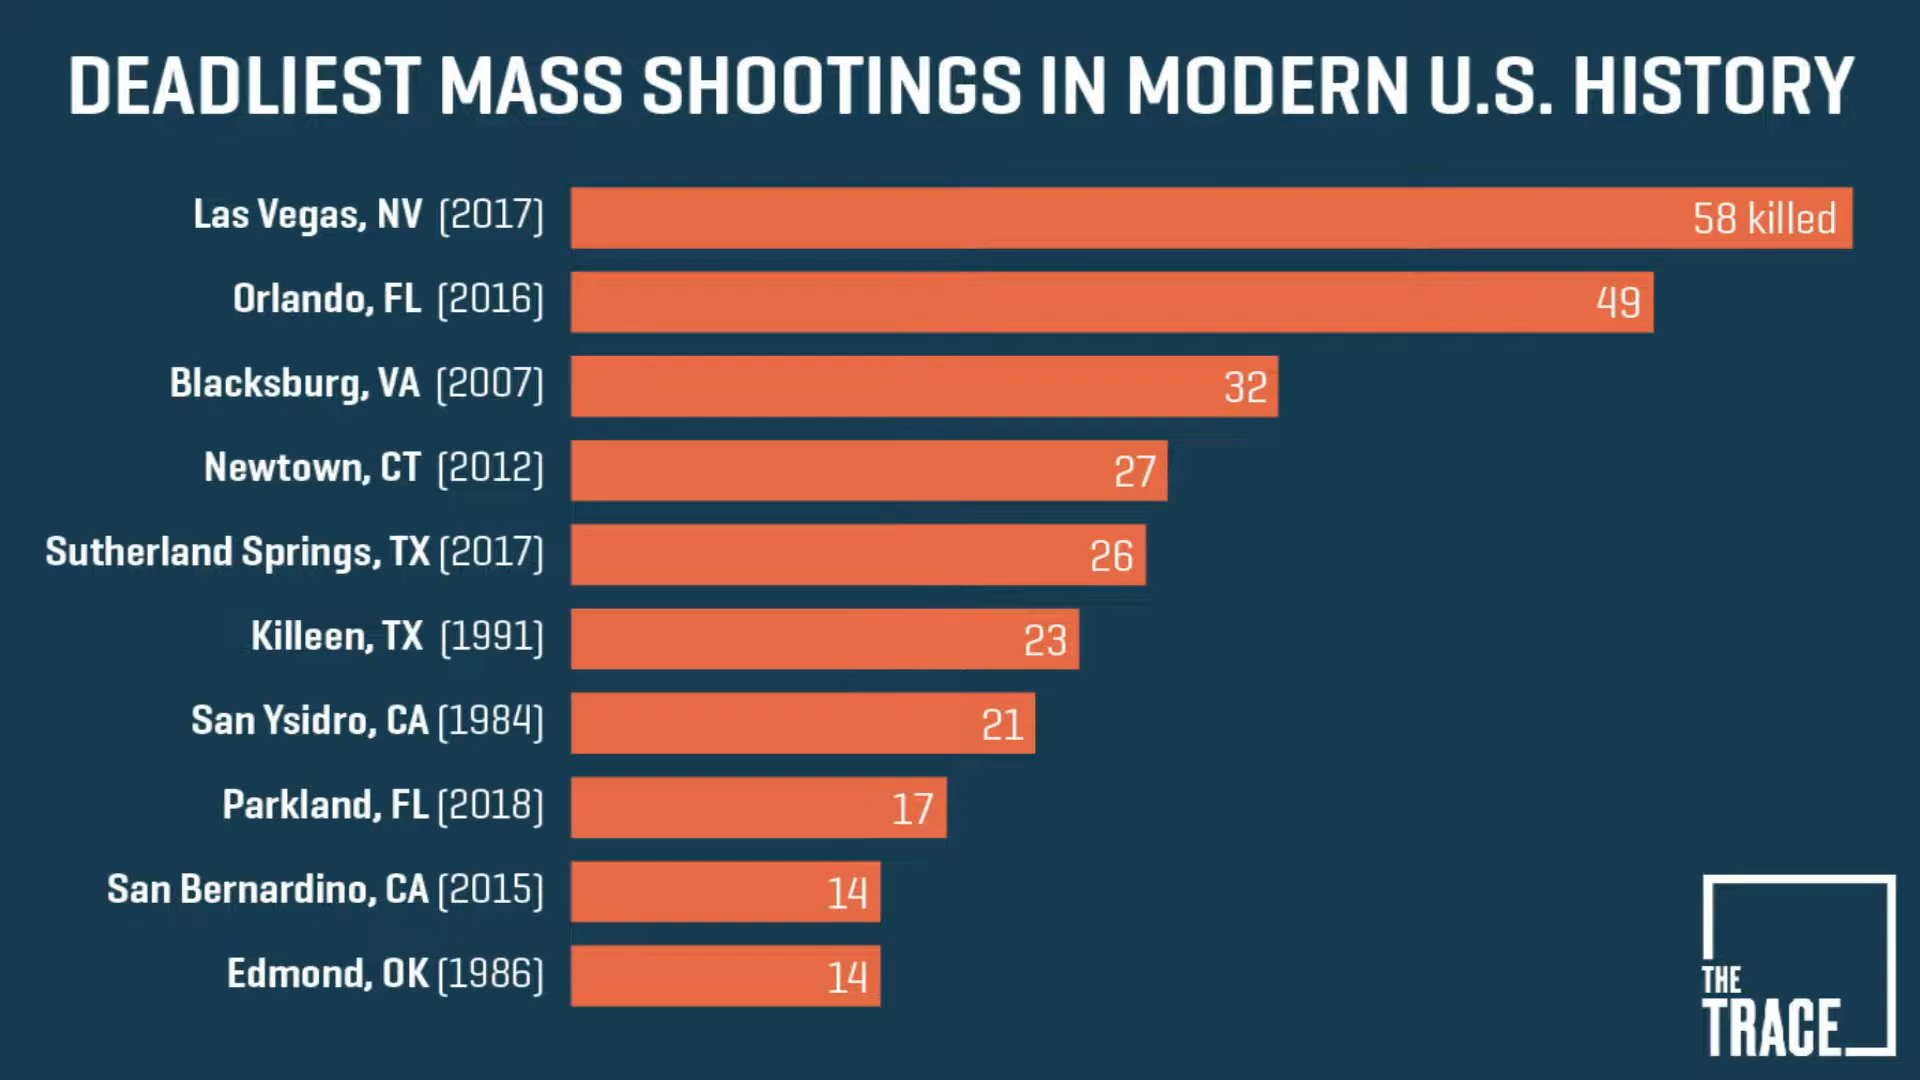 DEADLIEST MASS SHOOTINGS IN MODERN U.S. HISTORY
Las Vegas, NV (2017) 58 killed
Orlando, FL (2016) 49
Blacksburg, VA (2007) 32
Newtown, CT (2012) 27
Sutherland Springs, TX (2017) 26
Killeen, TX (1991) 23
San Ysidro, CA (1984) 21
Parkland, FL (2018) 17
San Bernardino, CA (2015) 14
Edmond, OK (1986) 14
THE
TRACE